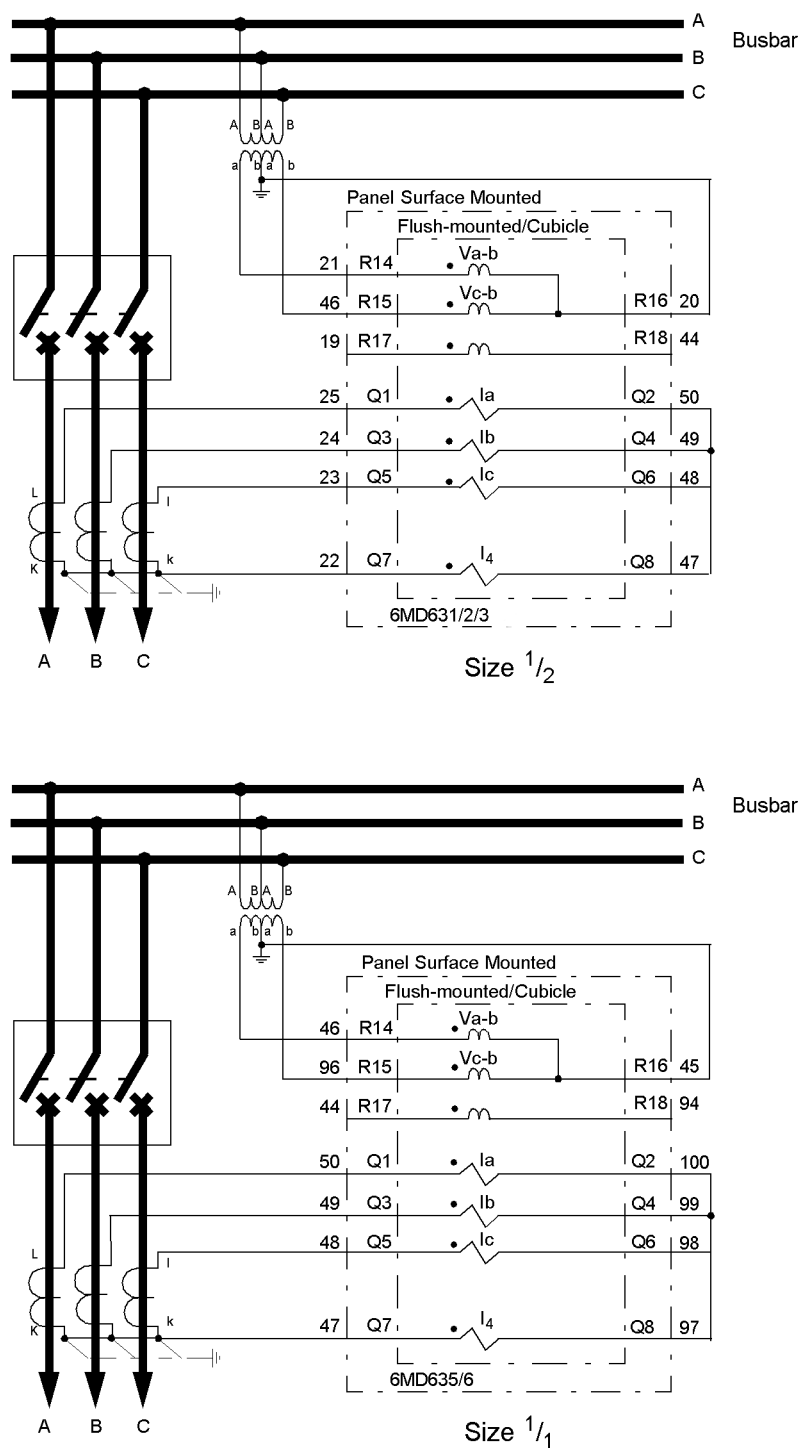 A
Busbar
B
C
A B A B
a b a b
Panel Surface Mounted
Flush-mounted/Cubicle
Va-b
21 R14
Vc-b
46 R15 R16 20
19 R17 R18 44
25 Q1 Ia Q2 50
24 Q3 Ib Q4 49
23 Q5 Ic Q6 48
L l
K k
22 Q7 I4 Q8 47
6MD631/2/3
A B C
Size 1/2
A
Busbar
B
C
A B A B
a b a b
Panel Surface Mounted
Flush-mounted/Cubicle
Va-b
46 R14
Vc-b
96 R15 R16 45
44 R17 R18 94
50 Q1 Ia Q2 100
49 Q3 Ib Q4 99
48 Q5 Ic Q6 98
L l
K k
47 Q7 I4 Q8 97
6MD635/6
A B C
Size 1/1